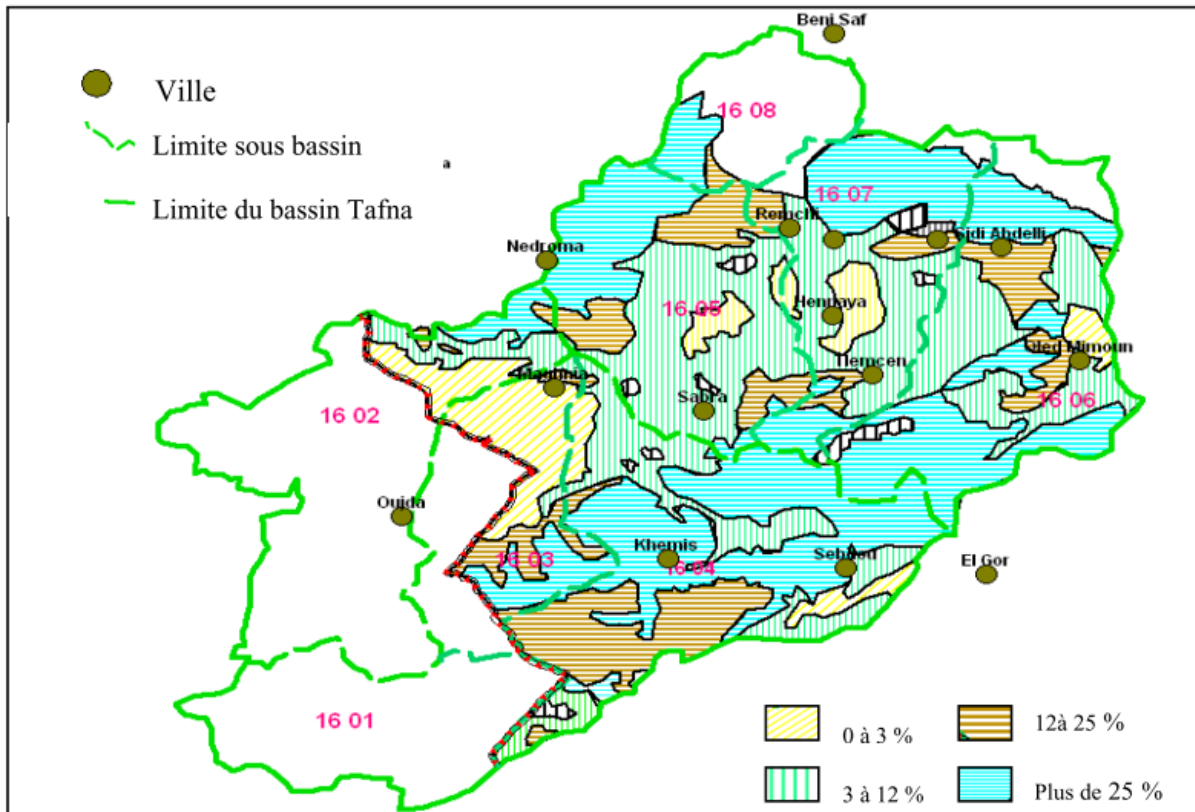 Beni Saf
Ville
16 08
Limite sous bassin
a
16 07
Limite du bassin Tafna
Remchi
Sidi Abdelli
Nedroma
16 05
Hennaya
Oled Mimoun
Maghnia
Sabra
16 06
16 02
Oujda
Khemis
Sebdou
El Gor
16 03
16 04
16 01
0 à 3 %
12à 25 %
3 à 12 %
Plus de 25 %